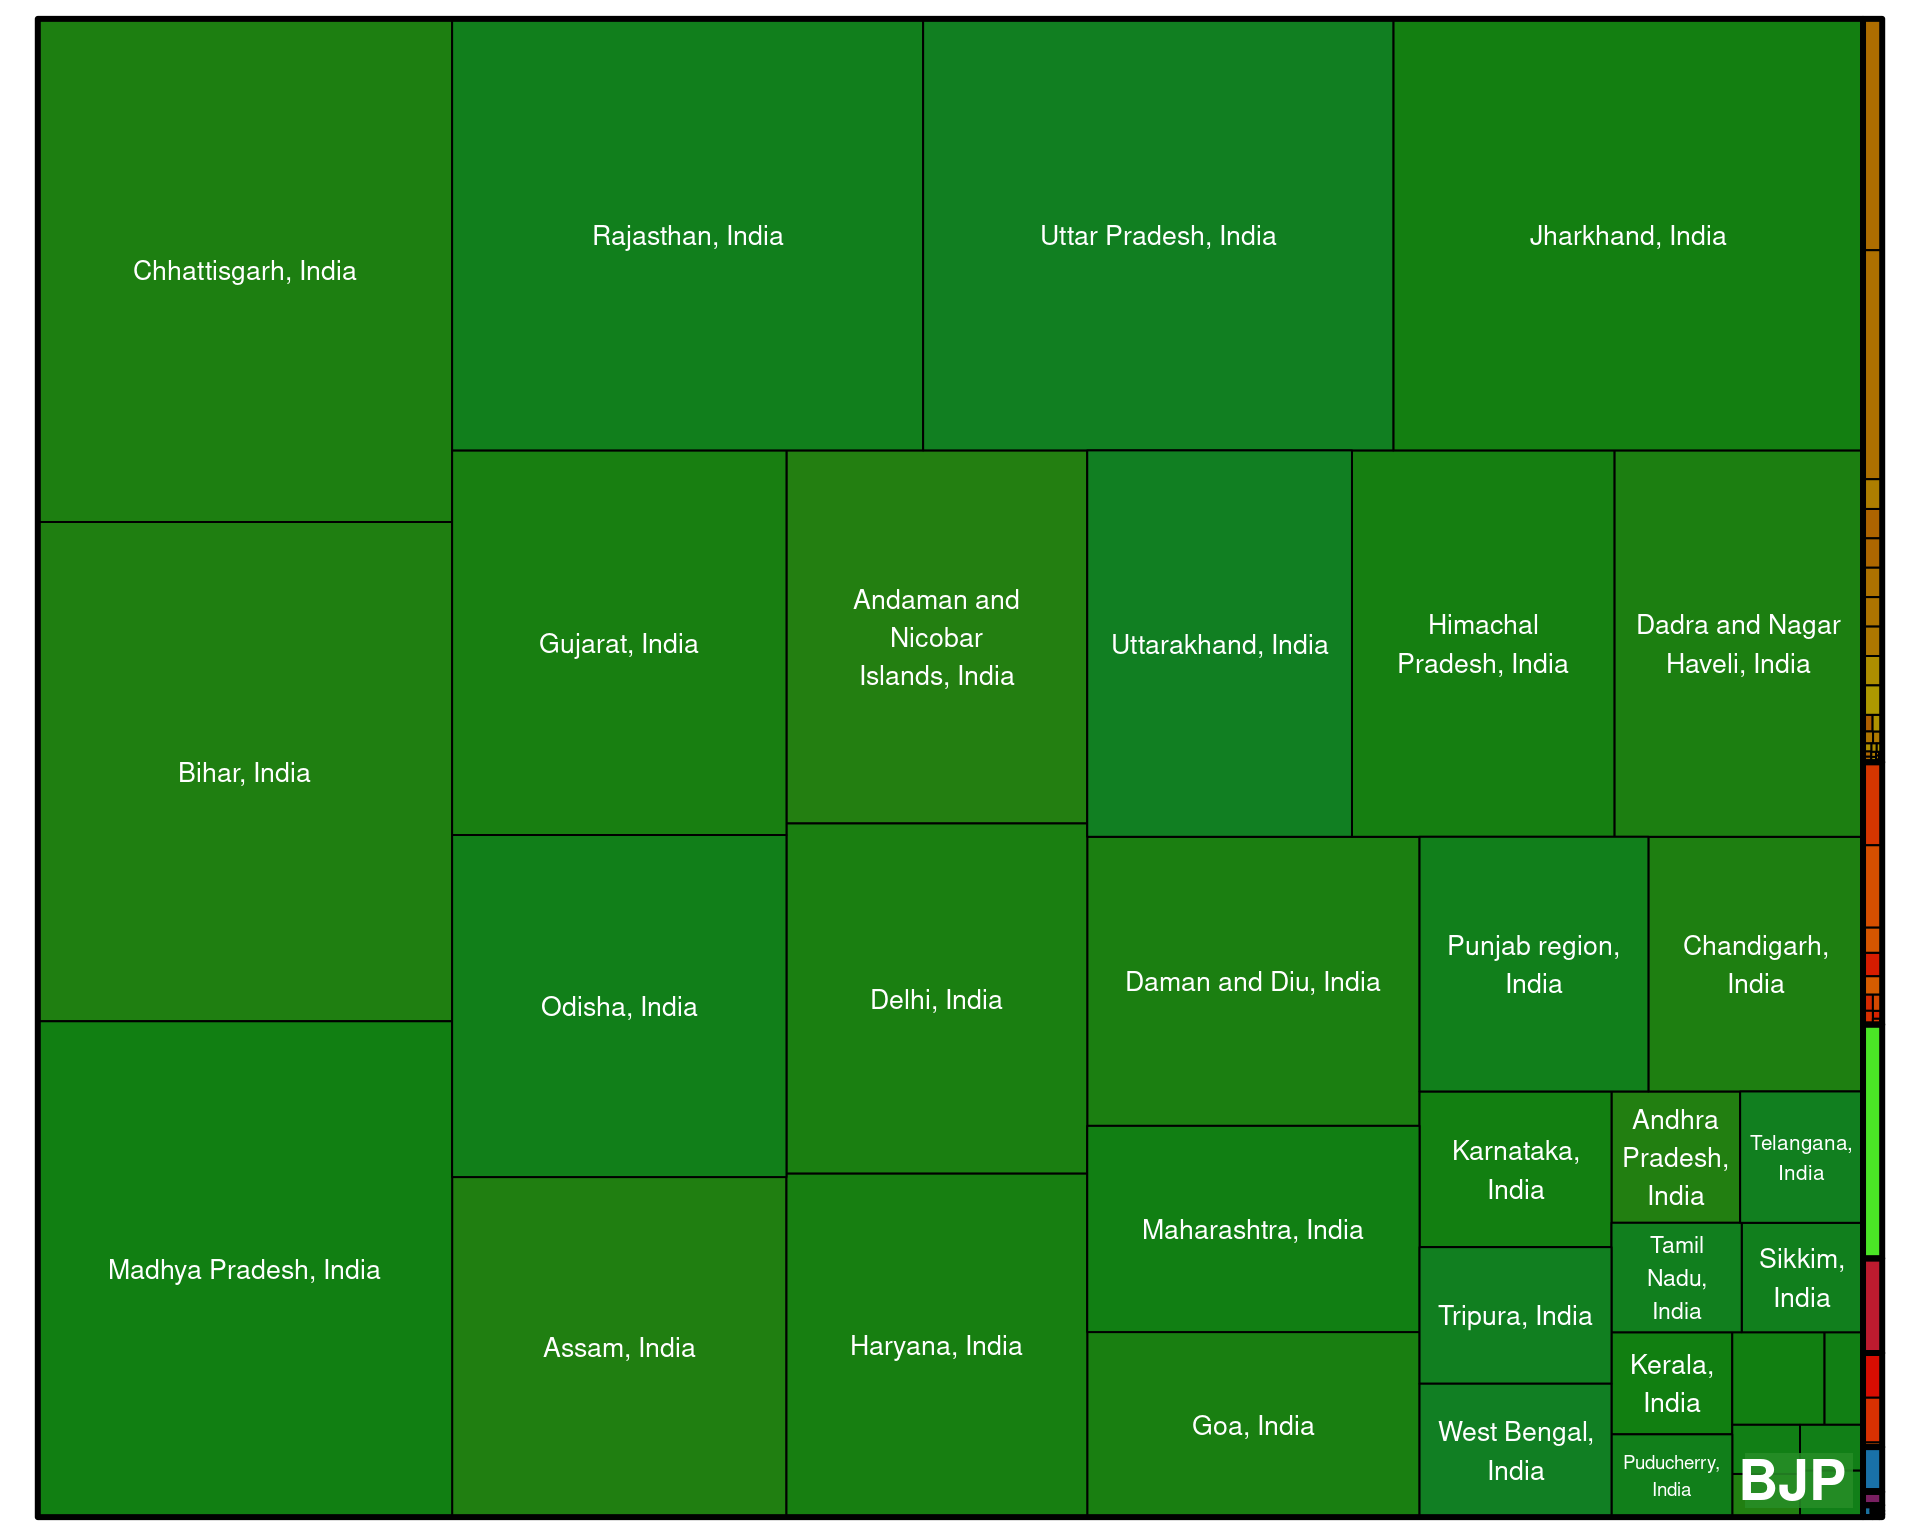 Chhattisgarh, India
Rajasthan, India
Uttar Pradesh, India
Jharkhand, India
Bihar, India
Gujarat, India
Andaman and
Nicobar
Islands, India
Uttarakhand, India
Himachal
Pradesh, India
Dadra and Nagar
Haveli, India
Madhya Pradesh, India
Odisha, India
Delhi, India
Daman and Diu, India
Punjab region,
India
Chandigarh,
India
Assam, India
Haryana, India
Maharashtra, India
Goa, India
Karnataka,
India
Andhra
Pradesh,
India
Telangana,
India
Tripura, India
Tamil
Nadu,
India
Sikkim,
India
West Bengal,
India
Kerala,
India
Puducherry,
India
BJP